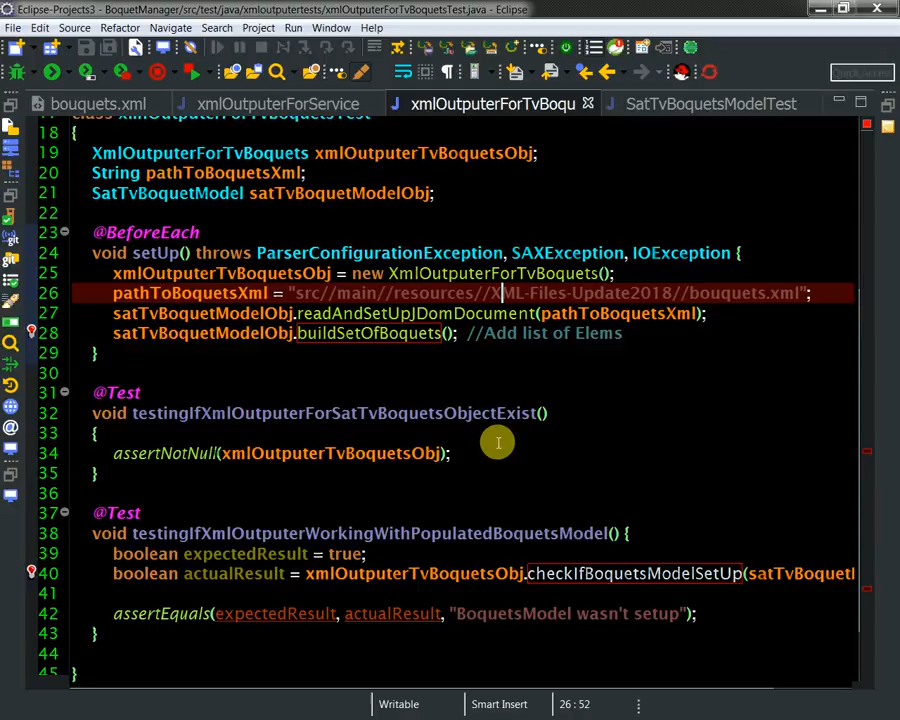 Eclipse-Projects3 - BoquetManager/src/test/java/xmloutputertests/xmlOutputerForTvBoquetsTest.java - Eclipse
File Edit Source Refactor Navigate Search Project Run Window Help
Quick Access
bouquets.xml xmlOutputerForService xmlOutputerForTvBoqu SatTvBoquetsModelTest
18 {
19 XmlOutputerForTvBoquets xmlOutputerTvBoquetsObj;
20 String pathToBoquetsXml;
21 SatTvBoquetModel satTvBoquetModelObj;
22
23 @BeforeEach
24 void setUp() throws ParserConfigurationException, SAXException, IOException {
25 xmlOutputerTvBoquetsObj = new XmlOutputerForTvBoquets();
26 pathToBoquetsXml = "src//main//resources//XML-Files-Update2018//bouquets.xml";
27 satTvBoquetModelObj.readAndSetUpJDomDocument(pathToBoquetsXml);
28 satTvBoquetModelObj.buildSetOfBoquets(); //Add list of Elems
29 }
30
31 @Test
32 void testingIfXmlOutputerForSatTvBoquetsObjectExist()
33 {
34 assertNotNull(xmlOutputerTvBoquetsObj);
35 }
36
37 @Test
38 void testingIfXmlOutputerWorkingWithPopulatedBoquetsModel() {
39 boolean expectedResult = true;
40 boolean actualResult = xmlOutputerTvBoquetsObj.checkIfBoquetsModelSetUp(satTvBoquetl
42 assertEquals(expectedResult, actualResult, "BoquetsModel wasn't setup");
43 }
44
45 }
Writable Smart Insert 26 : 52